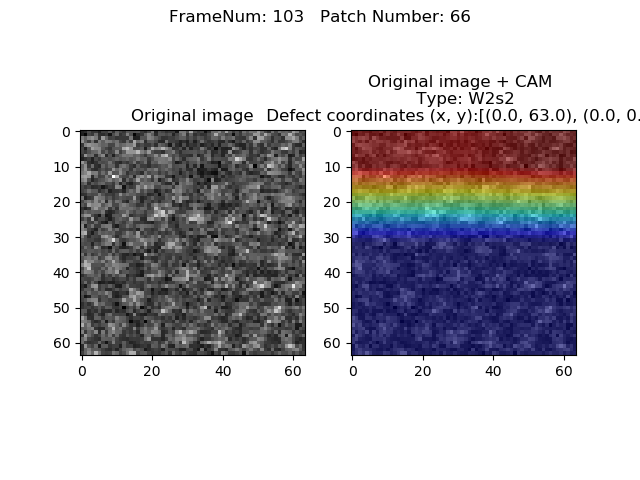 FrameNum: 103   Patch Number: 66
Original image + CAM
Type: W2s2
Original image
Defect coordinates (x, y):[(0.0, 63.0), (0.0, 0.
0
10
20
30
40
50
60
0 20 40 60
0
10
20
30
40
50
60
0 20 40 60